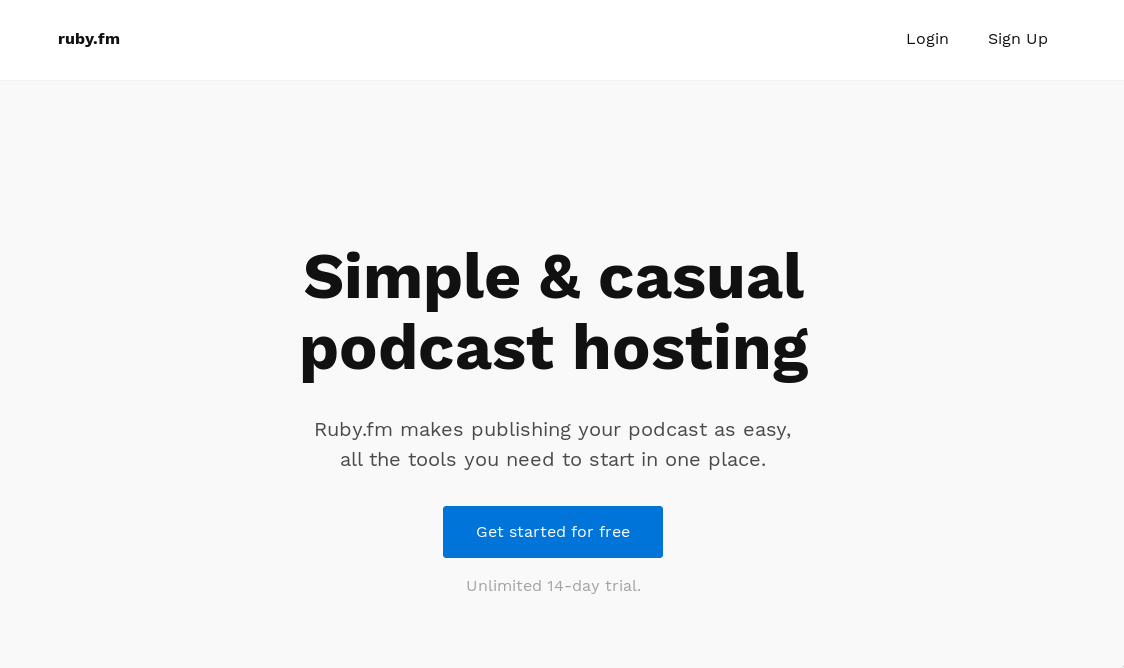 ruby.fm
Login
Sign Up
Simple & casual
podcast hosting
Ruby.fm makes publishing your podcast as easy,
all the tools you need to start in one place.
Get started for free
Unlimited 14-day trial.